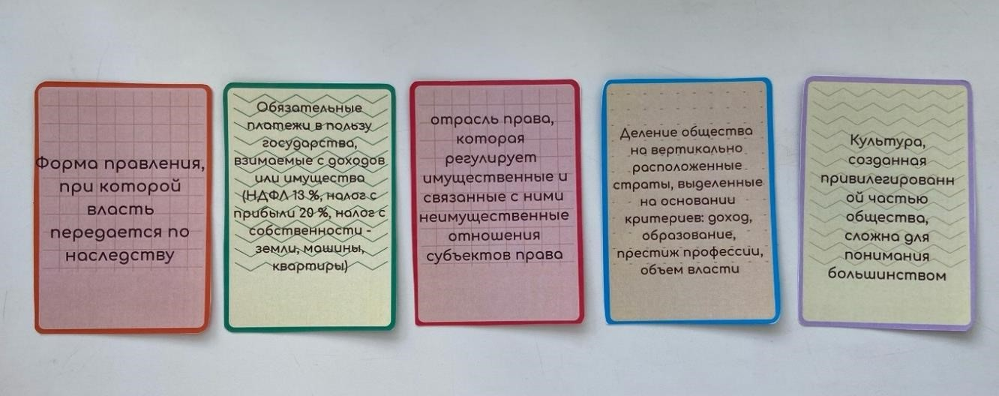 Форма правления,
при которой
власть
передается по
наследству
Обязательные
платежи в пользу
государства,
взимаемые с доходов
или имущества
(НДФЛ 13 %, налог с
прибыли 20 %, налог с
собственности -
земли, машины,
квартиры)
отрасль права,
которая
регулирует
имущественные и
связанные с ними
неимущественные
отношения
субъектов права
Деление общества
на вертикально
расположенные
страты, выделенные
на основании
критериев: доход,
образование,
престиж профессии,
объем власти
Культура,
созданная
привилегированн
ой частью
общества,
сложна для
понимания
большинством